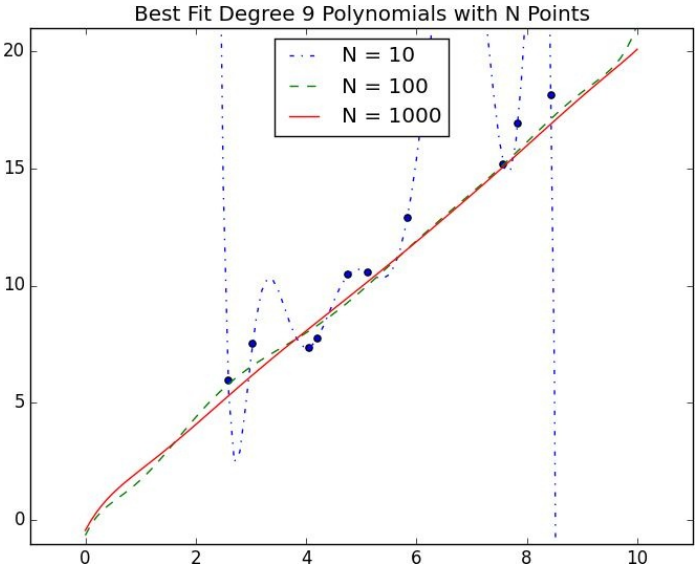 Best Fit Degree 9 Polynomials with N Points
20
15
10
5
0
N = 10
N = 100
N = 1000
0 2 4 6 8 10